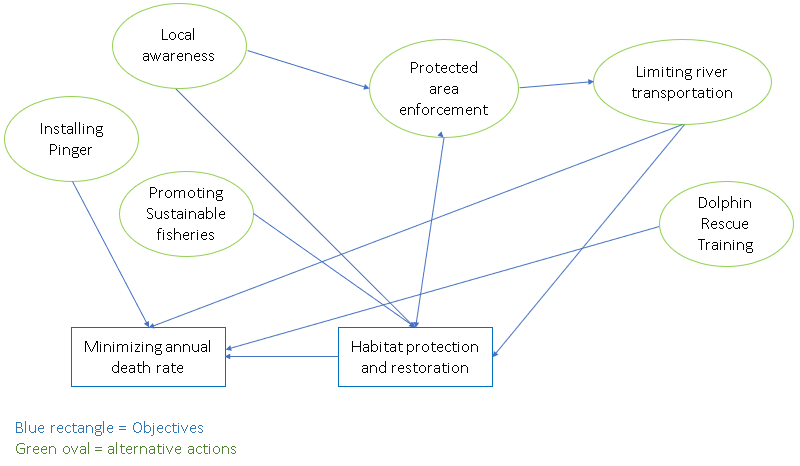 Local
awareness
Protected
area
enforcement
Limiting river
transportation
Installing
Pinger
Promoting
Sustainable
fisheries
Dolphin
Rescue
Training
Minimizing annual
death rate
Habitat protection
and restoration
Blue rectangle = Objectives
Green oval = alternative actions